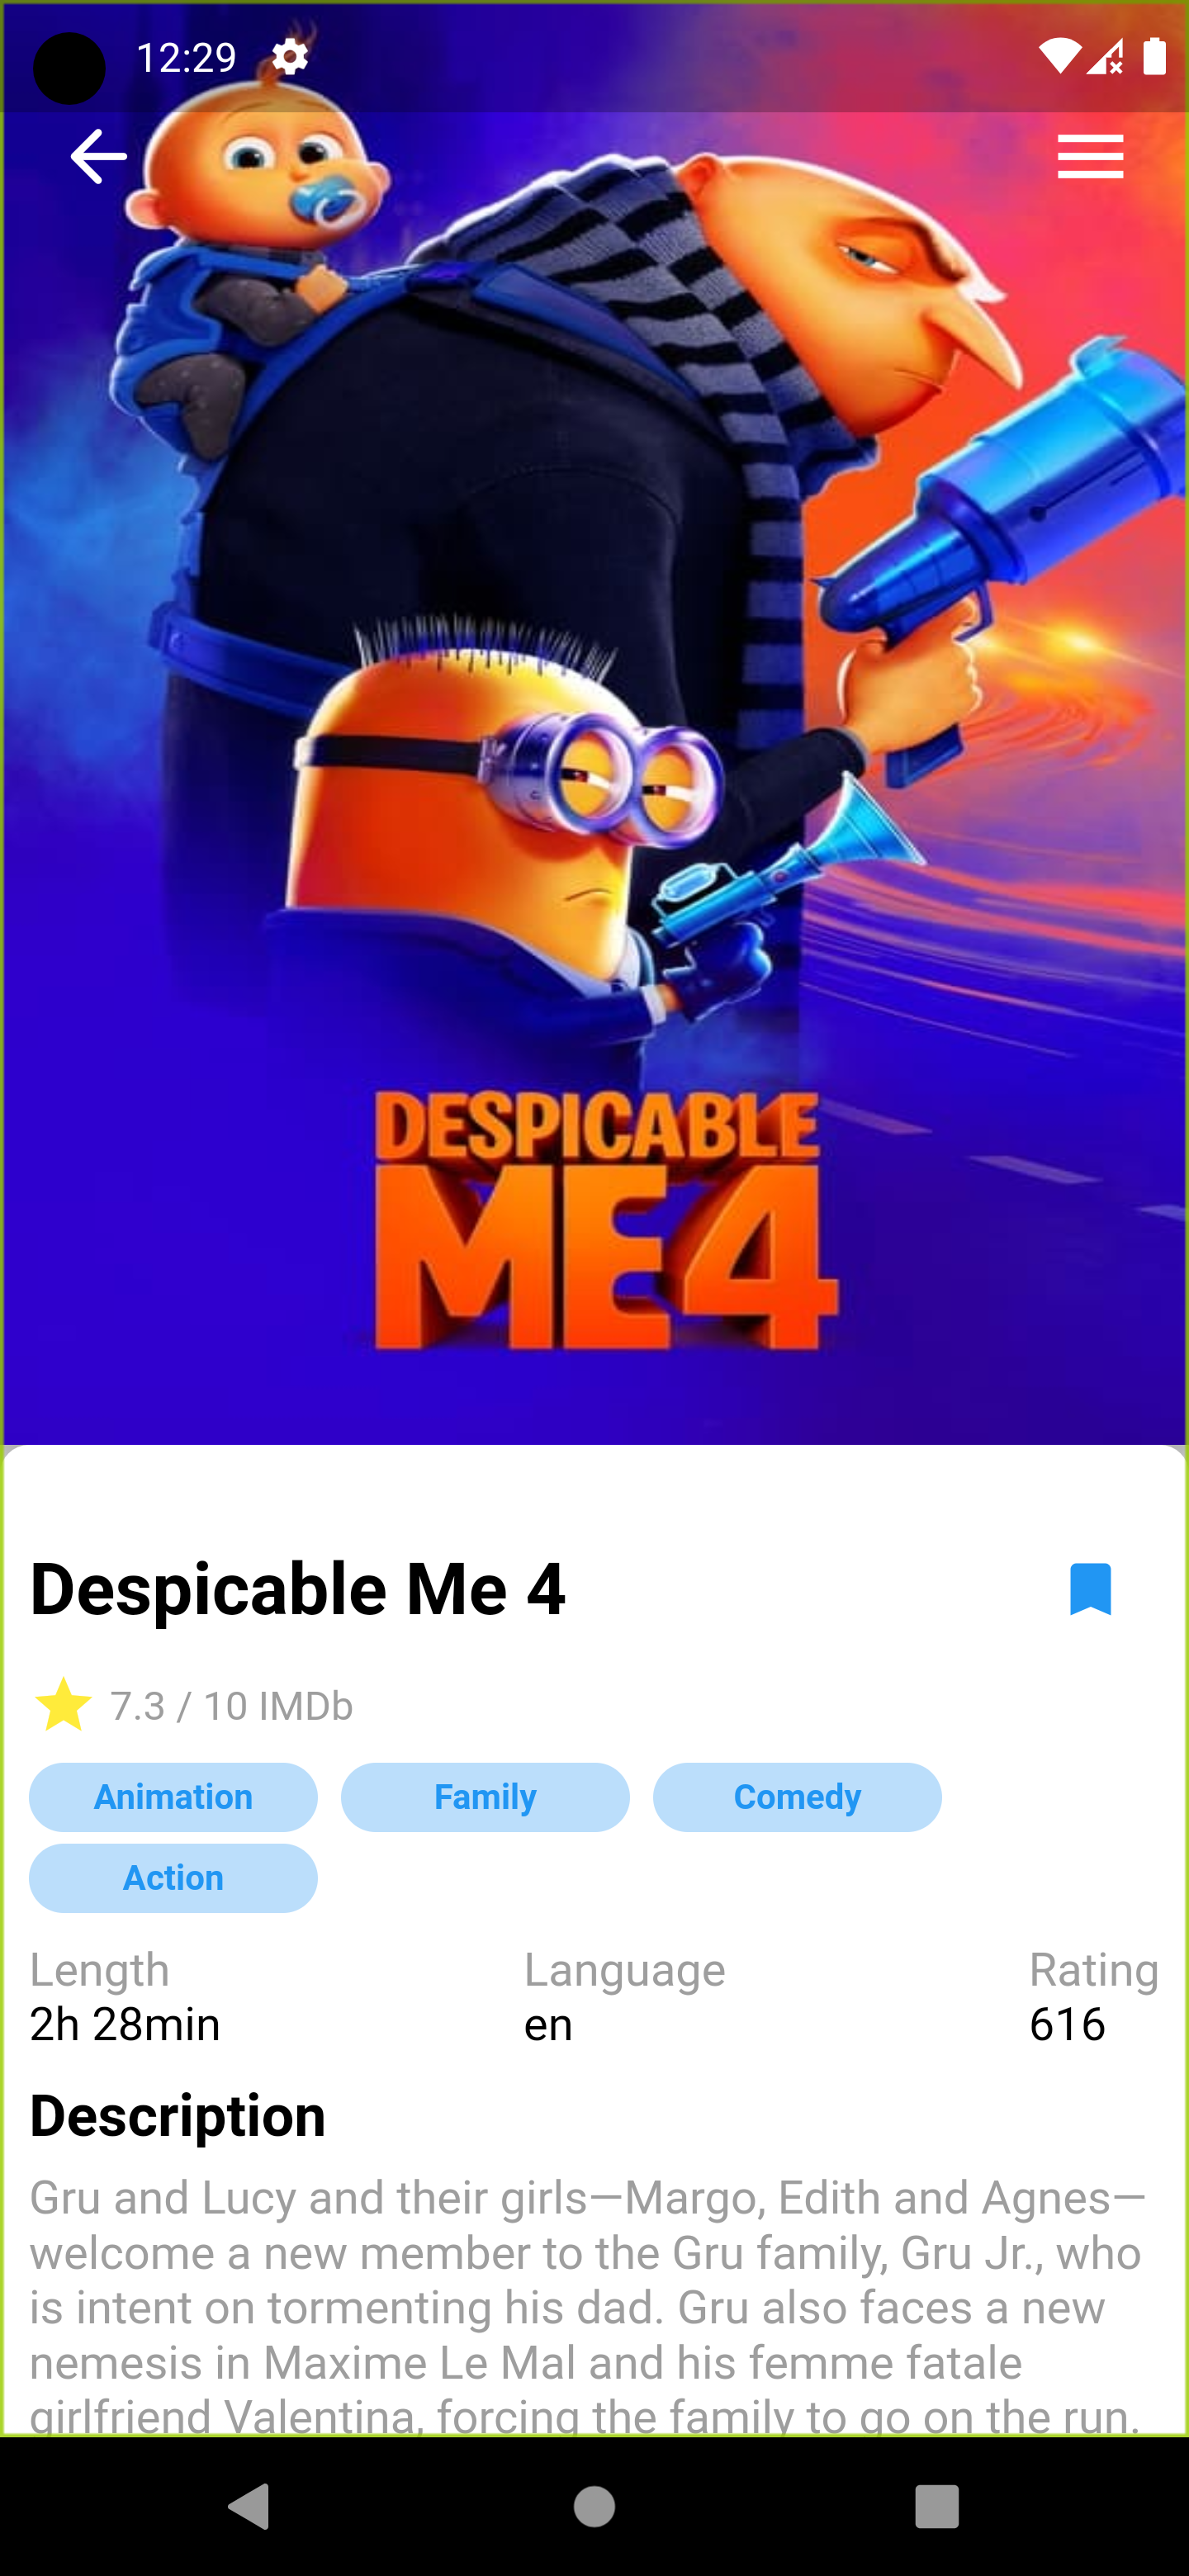 12:29
DESPICABLE
ME 4
Despicable Me 4
7.3 / 10 IMDb
Animation Family Comedy
Action
Length Language Rating
2h 28min en 616
Description
Gru and Lucy and their girls—Margo, Edith and Agnes—
welcome a new member to the Gru family, Gru Jr., who
is intent on tormenting his dad. Gru also faces a new
nemesis in Maxime Le Mal and his femme fatale
girlfriend Valentina, forcing the family to go on the run.